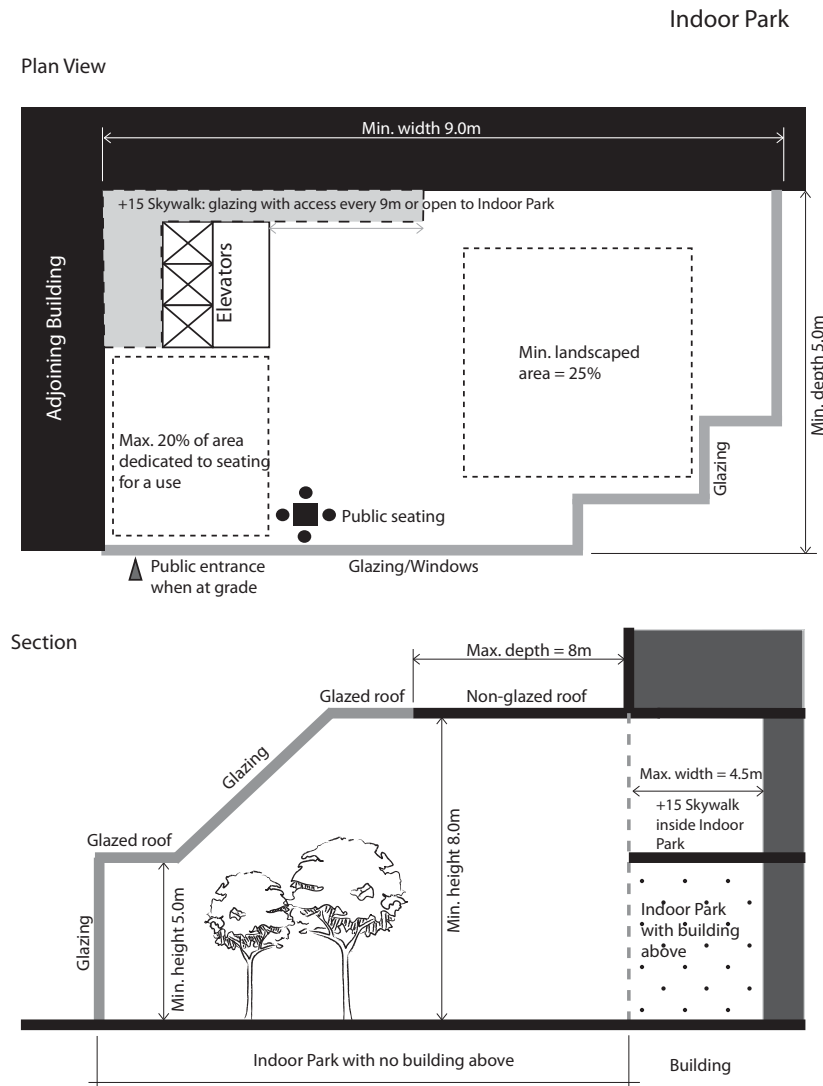 Indoor Park
Plan View
Min. width 9.0m
+15 Skywalk: glazing with access every 9m or open to Indoor Park
Elevators
Adjoining Building
Min. landscaped
area = 25%
Min. depth 5.0m
Max. 20% of area
dedicated to seating
for a use
Glazing
Public seating
Public entrance
when at grade
Glazing/Windows
Section
Max. depth = 8m
Glazed roof
Non-glazed roof
Glazing
Max. width = 4.5m
+15 Skywalk
inside Indoor
Park
Glazed roof
Min. height 8.0m
Glazing
Min. height 5.0m
Indoor Park
with building
above
Indoor Park with no building above
Building